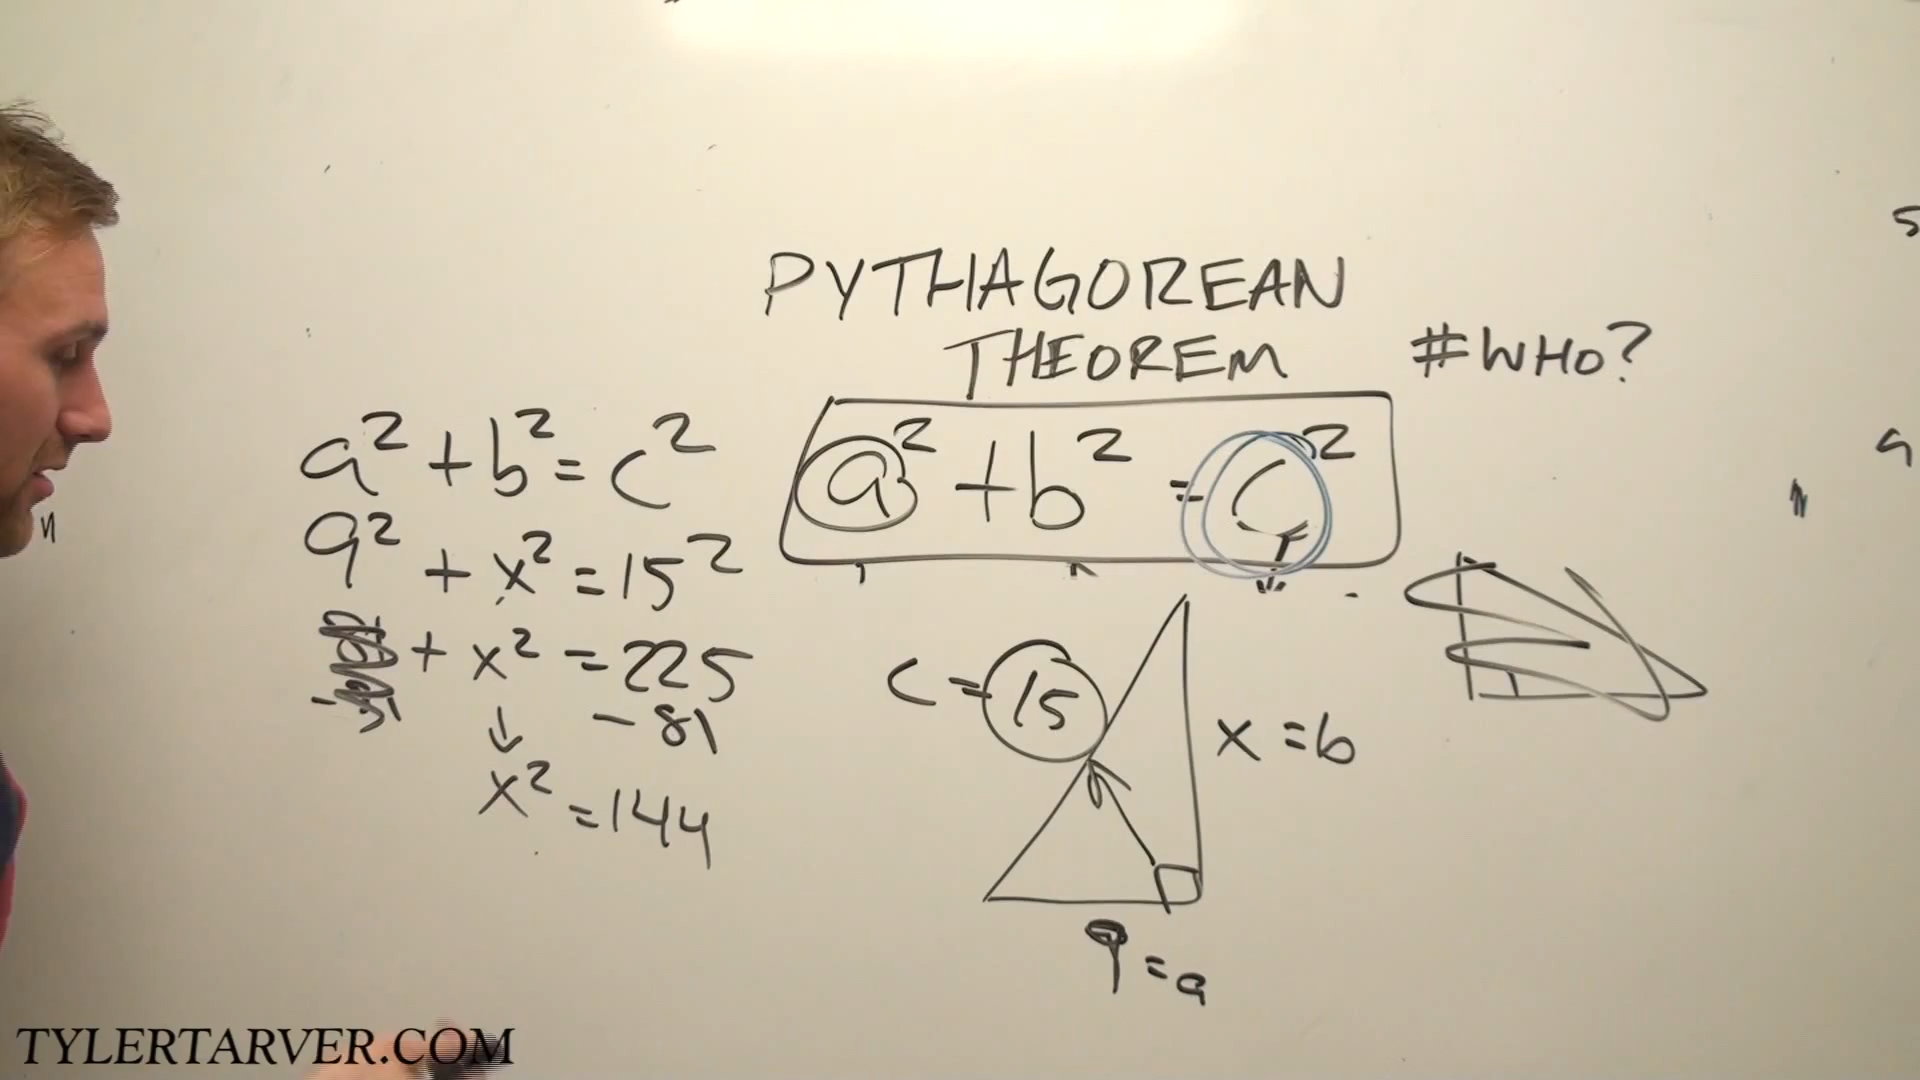 PYTHAGOREAN
THEOREM
#WHO?
a² + b² = c²
a² + b² = c²
9² + x² = 15²
+ x² = 225
- 81
x² = 144
c = 15
x = b
9 = a
TYLERTARVER.COM